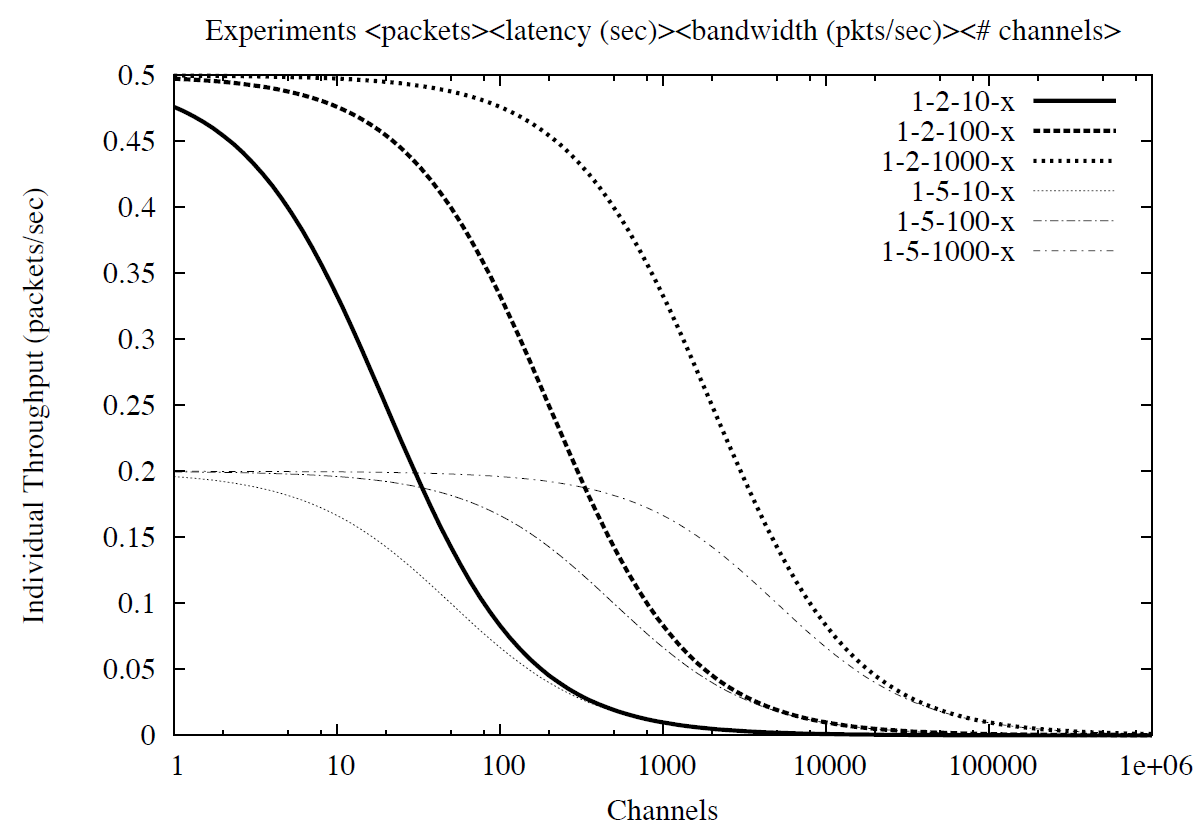 Experiments <packets><latency (sec)><bandwidth (pkts/sec)><# channels>
0.5
0.45
0.4
0.35
0.3
0.25
0.2
0.15
0.1
0.05
0
Individual Throughput (packets/sec)
1-2-10-x
1-2-100-x
1-2-1000-x
1-5-10-x
1-5-100-x
1-5-1000-x
1 10 100 1000 10000 100000 1e+06
Channels